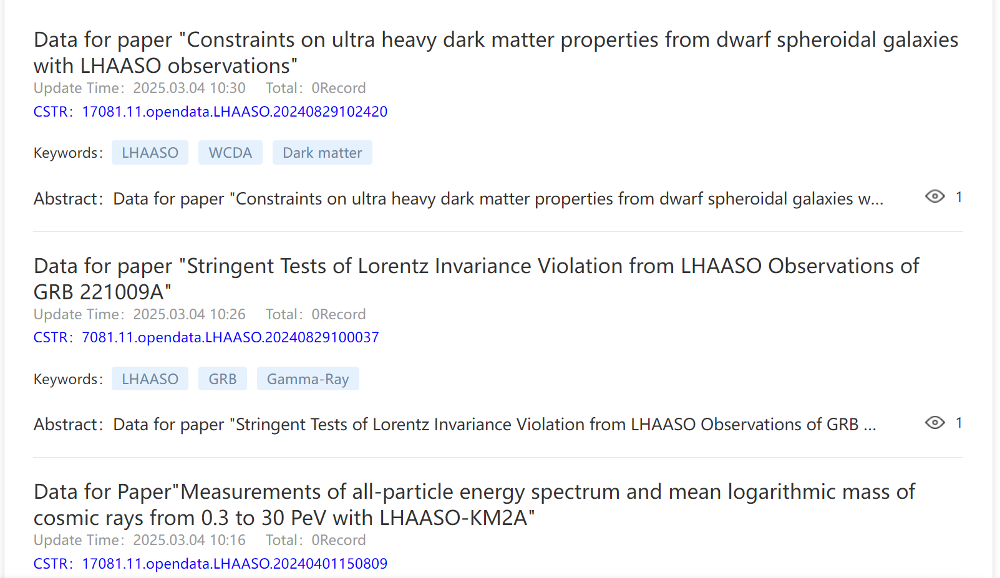 Data for paper "Constraints on ultra heavy dark matter properties from dwarf spheroidal galaxies
with LHAASO observations"
Update Time：2025.03.04 10:30 Total：0Record
CSTR：17081.11.opendata.LHAASO.20240829102420
Keywords： LHAASO WCDA Dark matter
Abstract： Data for paper "Constraints on ultra heavy dark matter properties from dwarf spheroidal galaxies w... 1
Data for paper "Stringent Tests of Lorentz Invariance Violation from LHAASO Observations of
GRB 221009A"
Update Time：2025.03.04 10:26 Total：0Record
CSTR：7081.11.opendata.LHAASO.20240829100037
Keywords： LHAASO GRB Gamma-Ray
Abstract： Data for paper "Stringent Tests of Lorentz Invariance Violation from LHAASO Observations of GRB ... 1
Data for Paper"Measurements of all-particle energy spectrum and mean logarithmic mass of
cosmic rays from 0.3 to 30 PeV with LHAASO-KM2A"
Update Time：2025.03.04 10:16 Total：0Record
CSTR：17081.11.opendata.LHAASO.20240401150809